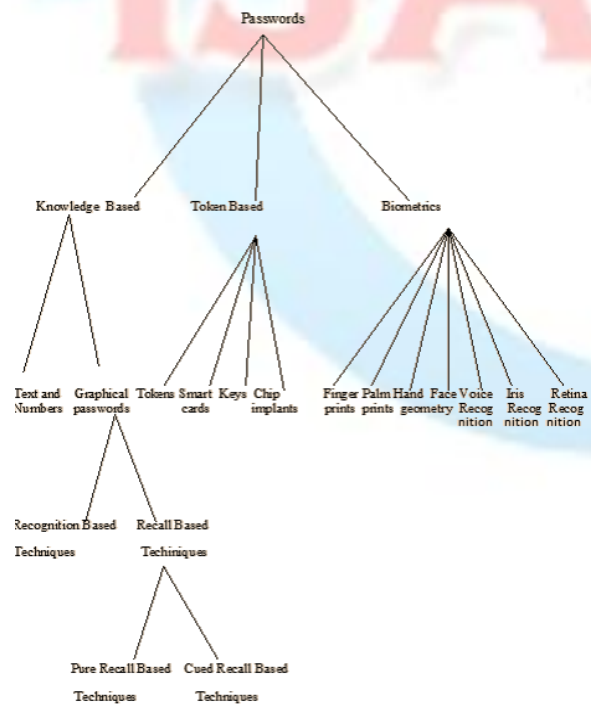 Passwords
Knowledge Based Token Based Biometrics
Text and Graphical Tokens Smart Keys Chip Finger Palm Hand Face Voice Iris Retina
Numbers passwords cards implants prints prints geometry Recog Recog Recog
nition nition nition
Recognition Based Recall Based
Techniques Techiniques
Pure Recall Based Cued Recall Based
Techniques Techniques